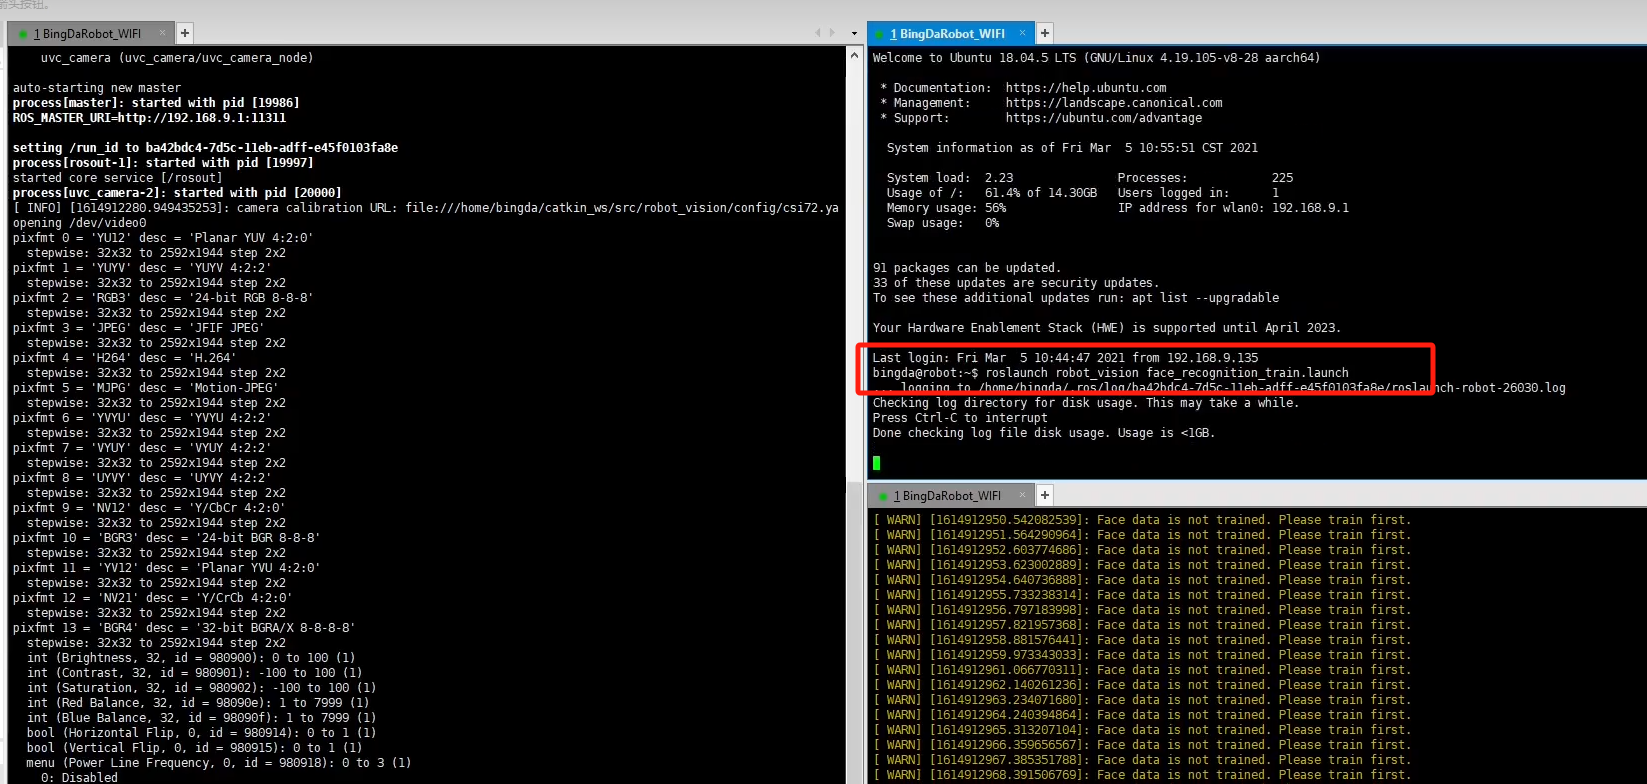 箭头按钮。
1 BingDaRobot_WIFI × +
uvc_camera (uvc_camera/uvc_camera_node)
auto-starting new master
process[master]: started with pid [19986]
ROS_MASTER_URI=http://192.168.9.1:11311
setting /run_id to ba42bdc4-7d5c-11eb-adff-e45f0103fa8e
process[rosout-1]: started with pid [19997]
started core service [/rosout]
process[uvc_camera-2]: started with pid [20000]
[ INFO] [1614912280.949435253]: camera calibration URL: file:///home/bingda/catkin_ws/src/robot_vision/config/csi72.ya
opening /dev/video0
pixfmt 0 = 'YU12' desc = 'Planar YUV 4:2:0'
stepwise: 32x32 to 2592x1944 step 2x2
pixfmt 1 = 'YUYV' desc = 'YUYV 4:2:2'
stepwise: 32x32 to 2592x1944 step 2x2
pixfmt 2 = 'RGB3' desc = '24-bit RGB 8-8-8'
stepwise: 32x32 to 2592x1944 step 2x2
pixfmt 3 = 'JPEG' desc = 'JFIF JPEG'
stepwise: 32x32 to 2592x1944 step 2x2
pixfmt 4 = 'H264' desc = 'H.264'
stepwise: 32x32 to 2592x1944 step 2x2
pixfmt 5 = 'MJPG' desc = 'Motion-JPEG'
stepwise: 32x32 to 2592x1944 step 2x2
pixfmt 6 = 'YVYU' desc = 'YVYU 4:2:2'
stepwise: 32x32 to 2592x1944 step 2x2
pixfmt 7 = 'VYUY' desc = 'VYUY 4:2:2'
stepwise: 32x32 to 2592x1944 step 2x2
pixfmt 8 = 'UYVY' desc = 'UYVY 4:2:2'
stepwise: 32x32 to 2592x1944 step 2x2
pixfmt 9 = 'NV12' desc = 'Y/CbCr 4:2:0'
stepwise: 32x32 to 2592x1944 step 2x2
pixfmt 10 = 'BGR3' desc = '24-bit BGR 8-8-8'
stepwise: 32x32 to 2592x1944 step 2x2
pixfmt 11 = 'YV12' desc = 'Planar YVU 4:2:0'
stepwise: 32x32 to 2592x1944 step 2x2
pixfmt 12 = 'NV21' desc = 'Y/CrCb 4:2:0'
stepwise: 32x32 to 2592x1944 step 2x2
pixfmt 13 = 'BGR4' desc = '32-bit BGRA/X 8-8-8-8'
stepwise: 32x32 to 2592x1944 step 2x2
int (Brightness, 32, id = 980900): 0 to 100 (1)
int (Contrast, 32, id = 980901): -100 to 100 (1)
int (Saturation, 32, id = 980902): -100 to 100 (1)
int (Red Balance, 32, id = 98090e): 1 to 7999 (1)
int (Blue Balance, 32, id = 98090f): 1 to 7999 (1)
bool (Horizontal Flip, 0, id = 980914): 0 to 1 (1)
bool (Vertical Flip, 0, id = 980915): 0 to 1 (1)
menu (Power Line Frequency, 0, id = 980918): 0 to 3 (1)
0: Disabled
1 BingDaRobot_WIFI × +
Welcome to Ubuntu 18.04.5 LTS (GNU/Linux 4.19.105-v8-28 aarch64)
* Documentation: https://help.ubuntu.com
* Management: https://landscape.canonical.com
* Support: https://ubuntu.com/advantage
System information as of Fri Mar 5 10:55:51 CST 2021
System load: 2.23 Processes: 225
Usage of /: 61.4% of 14.30GB Users logged in: 1
Memory usage: 56% IP address for wlan0: 192.168.9.1
Swap usage: 0%
91 packages can be updated.
33 of these updates are security updates.
To see these additional updates run: apt list --upgradable
Your Hardware Enablement Stack (HWE) is supported until April 2023.
Last login: Fri Mar 5 10:44:47 2021 from 192.168.9.135
bingda@robot:~$ roslaunch robot_vision face_recognition_train.launch
... logging to /home/bingda/.ros/log/ba42bdc4-7d5c-11eb-adff-e45f0103fa8e/roslaunch-robot-26030.log
Checking log directory for disk usage. This may take a while.
Press Ctrl-C to interrupt
Done checking log file disk usage. Usage is <1GB.
1 BingDaRobot_WIFI × +
[ WARN] [1614912950.542082539]: Face data is not trained. Please train first.
[ WARN] [1614912951.564290964]: Face data is not trained. Please train first.
[ WARN] [1614912952.603774686]: Face data is not trained. Please train first.
[ WARN] [1614912953.623002889]: Face data is not trained. Please train first.
[ WARN] [1614912954.640736888]: Face data is not trained. Please train first.
[ WARN] [1614912955.733238314]: Face data is not trained. Please train first.
[ WARN] [1614912956.797183998]: Face data is not trained. Please train first.
[ WARN] [1614912957.821957368]: Face data is not trained. Please train first.
[ WARN] [1614912958.881576441]: Face data is not trained. Please train first.
[ WARN] [1614912959.973343033]: Face data is not trained. Please train first.
[ WARN] [1614912961.066770311]: Face data is not trained. Please train first.
[ WARN] [1614912962.140261236]: Face data is not trained. Please train first.
[ WARN] [1614912963.234071680]: Face data is not trained. Please train first.
[ WARN] [1614912964.240394864]: Face data is not trained. Please train first.
[ WARN] [1614912965.313207104]: Face data is not trained. Please train first.
[ WARN] [1614912966.359656567]: Face data is not trained. Please train first.
[ WARN] [1614912967.385351788]: Face data is not trained. Please train first.
[ WARN] [1614912968.391506769]: Face data is not trained. Please train first.